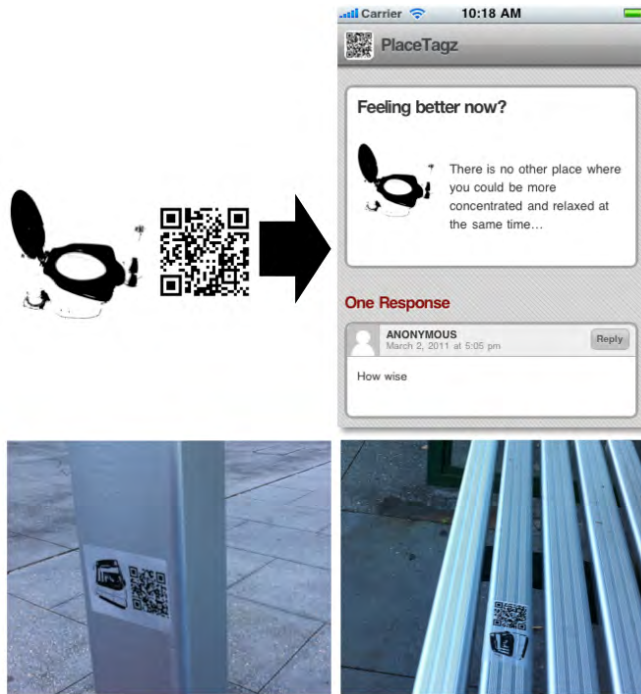 Carrier 10:18 AM
PlaceTagz
Feeling better now?
There is no other place where
you could be more
concentrated and relaxed at
the same time…
One Response
ANONYMOUS
March 2, 2011 at 5:05 pm
Reply
How wise